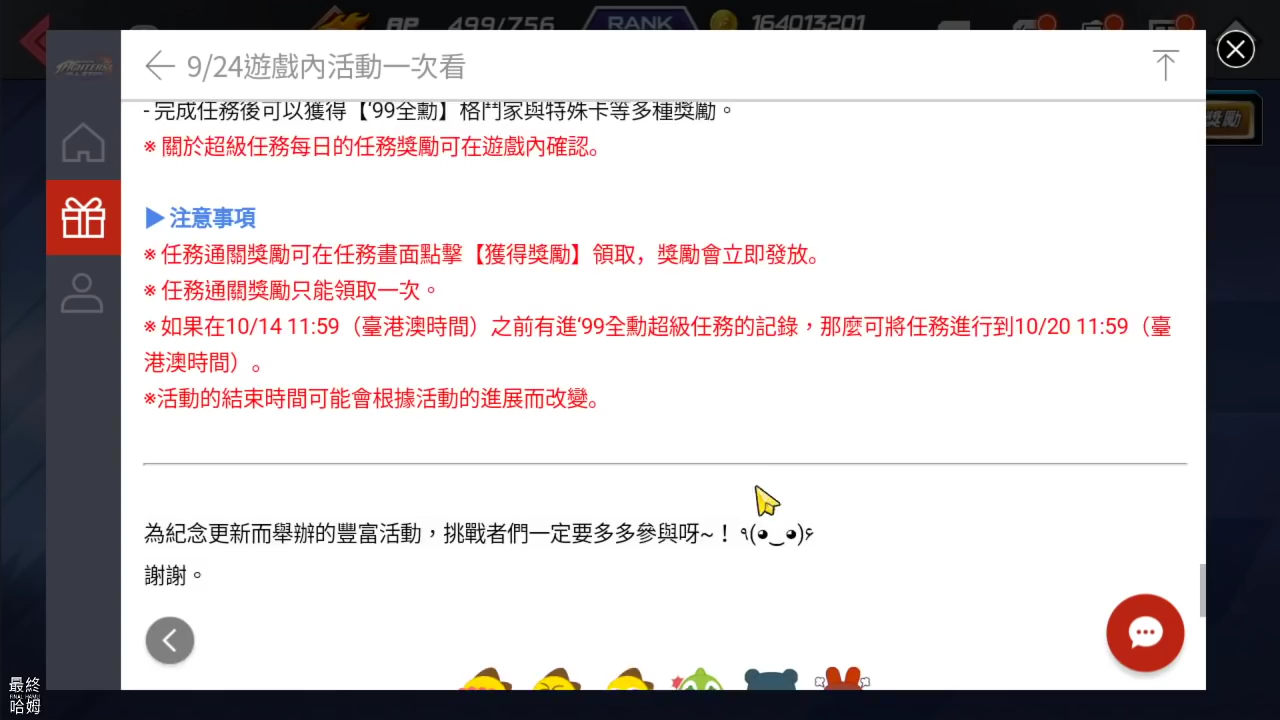 BP 499/756 RANK 164013201
9/24遊戲內活動一次看
- 完成任務後可以獲得【‘99全勳】格鬥家與特殊卡等多種獎勵。
※ 關於超級任務每日的任務獎勵可在遊戲內確認。
▶ 注意事項
※ 任務通關獎勵可在任務畫面點擊【獲得獎勵】領取，獎勵會立即發放。
※ 任務通關獎勵只能領取一次。
※ 如果在10/14 11:59（臺港澳時間）之前有進‘99全勳超級任務的記錄，那麼可將任務進行到10/20 11:59（臺
港澳時間）。
※活動的結束時間可能會根據活動的進展而改變。
為紀念更新而舉辦的豐富活動，挑戰者們一定要多多參與呀~！ ٩(◕‿◕)۶
謝謝。
獎勵
最終
FINAL HAMI
哈姆